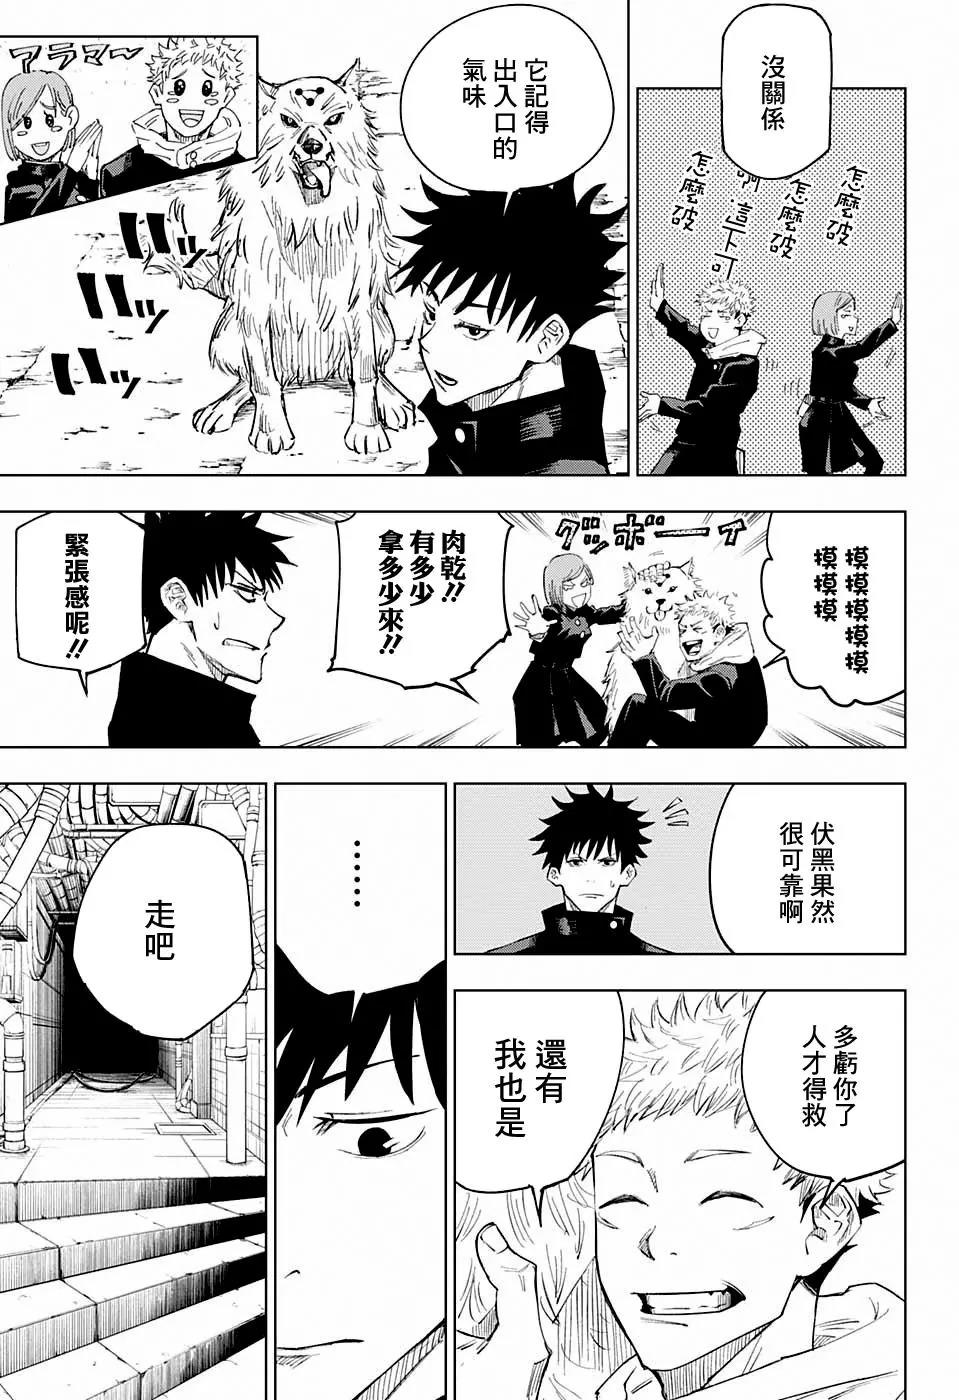 沒關係
怎麼破
怎麼破
啊…這下可
它記得
出入口的
氣味
アラマ〜
ハッ
ハッ
ハッ
摸摸摸摸摸
摸摸摸
グッボーイ
肉乾!!
有多少
拿多少來!!
緊張感呢!!
伏黑果然
很可靠啊
多虧你了
人才得救
還有
我也是
……
走吧